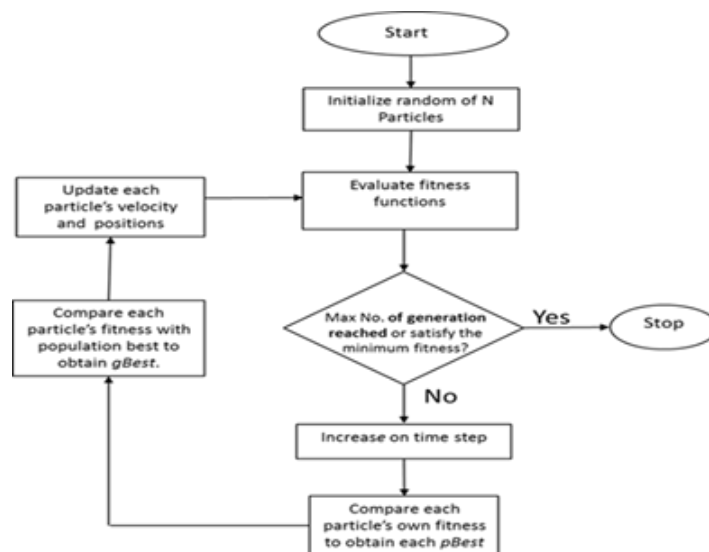 Start
Initialize random of N
Particles
Evaluate fitness
functions
Update each
particle's velocity
and positions
Max No. of generation
reached or satisfy the
minimum fitness?
Yes
Stop
No
Increase on time step
Compare each
particle's own fitness
to obtain each pBest
Compare each
particle's fitness with
population best to
obtain gBest.